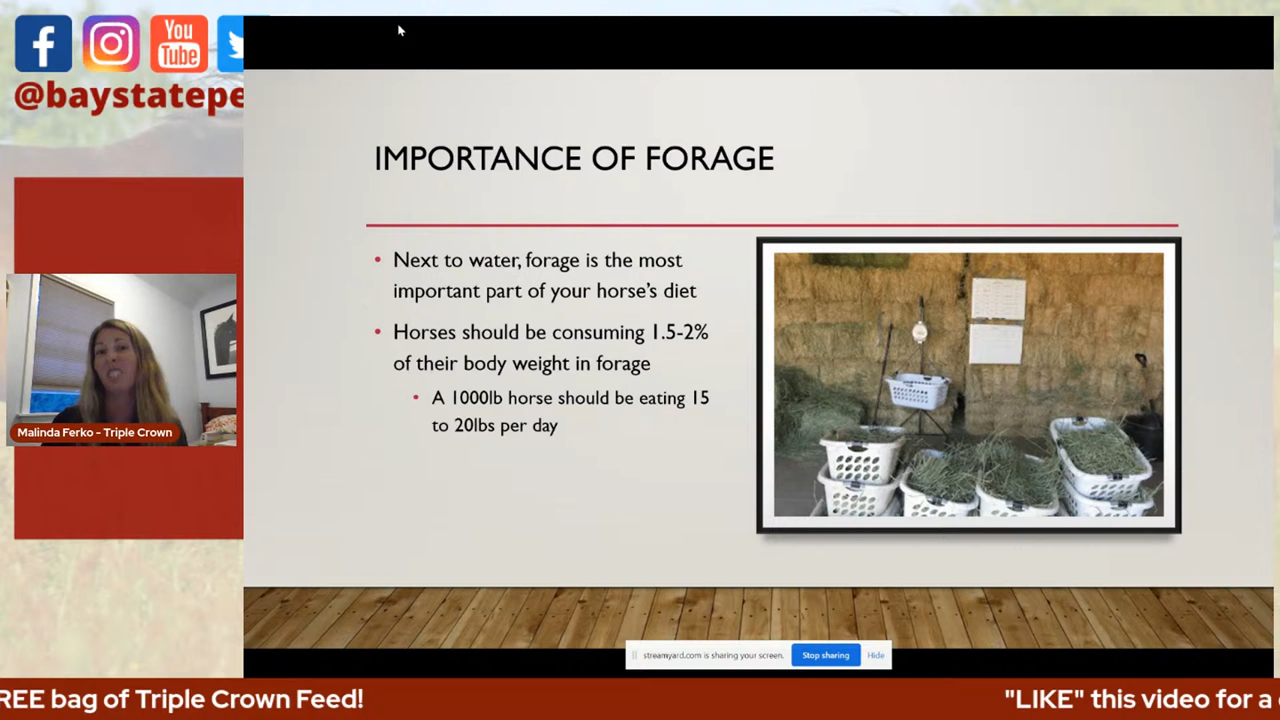 You
Tube
@baystatepe
IMPORTANCE OF FORAGE
• Next to water, forage is the most
important part of your horse's diet
• Horses should be consuming 1.5-2%
of their body weight in forage
• A 1000lb horse should be eating 15
to 20lbs per day
Malinda Ferko - Triple Crown
streamyard.com is sharing your screen.
Stop sharing
Hide
REE bag of Triple Crown Feed!
"LIKE" this video for a